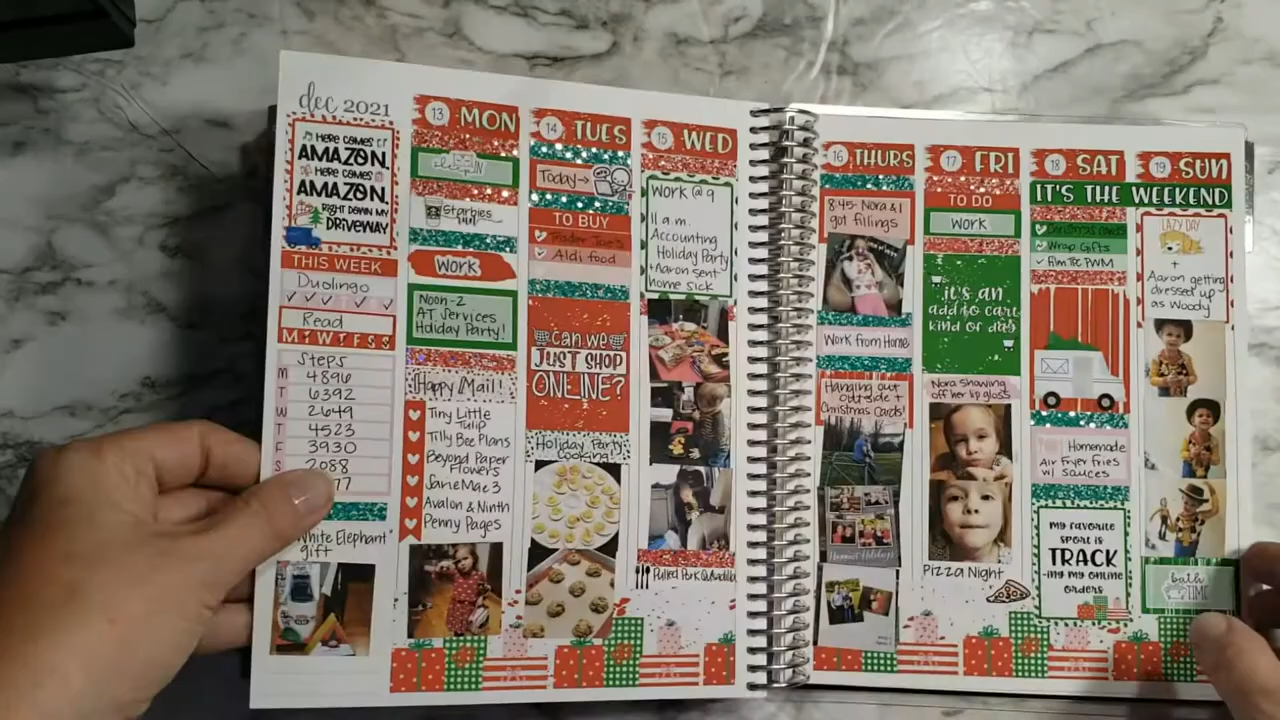 dec 2021
HERE COMES
AMAZON,
HERE COMES
AMAZON,
RIGHT DOWN MY
DRIVEWAY
THIS WEEK
Duolingo
Read
M T W T F S S
Steps
M 4896
T 6392
W 2649
T 4523
F 3930
S 2088
White Elephant
gift
13 MON
Starbies
work
Noon-2
AT Services
Holiday Party!
Happy Mail!
Tiny Little
Tulip
Tilly Bee Plans
Beyond Paper
Flowers
Jane Mae 3
Avalon & Ninth
Penny Pages
14 TUES
Today→
TO BUY
Trader Joe's
Aldi food
can we
JUST SHOP
ONLINE?
Holiday Party
Cooking!
15 WED
Work @ 9
11 a.m.
Accounting
Holiday Party
+ Aaron sent
home sick
Pulled Pork
16 THURS
8:45- Nora & I
got fillings
Work from Home
Hanging out
outside +
Christmas Cards!
17 FRI
TO DO
work
it's an
add to cart
kind of day
Nora Showing
off her lip gloss
Pizza Night
18 SAT
19 SUN
IT'S THE WEEKEND
Christmas Cards
Wrap Gifts
Film the PWM
Homemade
Air Fryer Fries
w/ Sauces
MY FAVORITE
SPORT IS
TRACK
-ing MY ONLINE
ORDERS
LAZY DAY
+
Aaron getting
dressed up
as Woody
bath
TIME